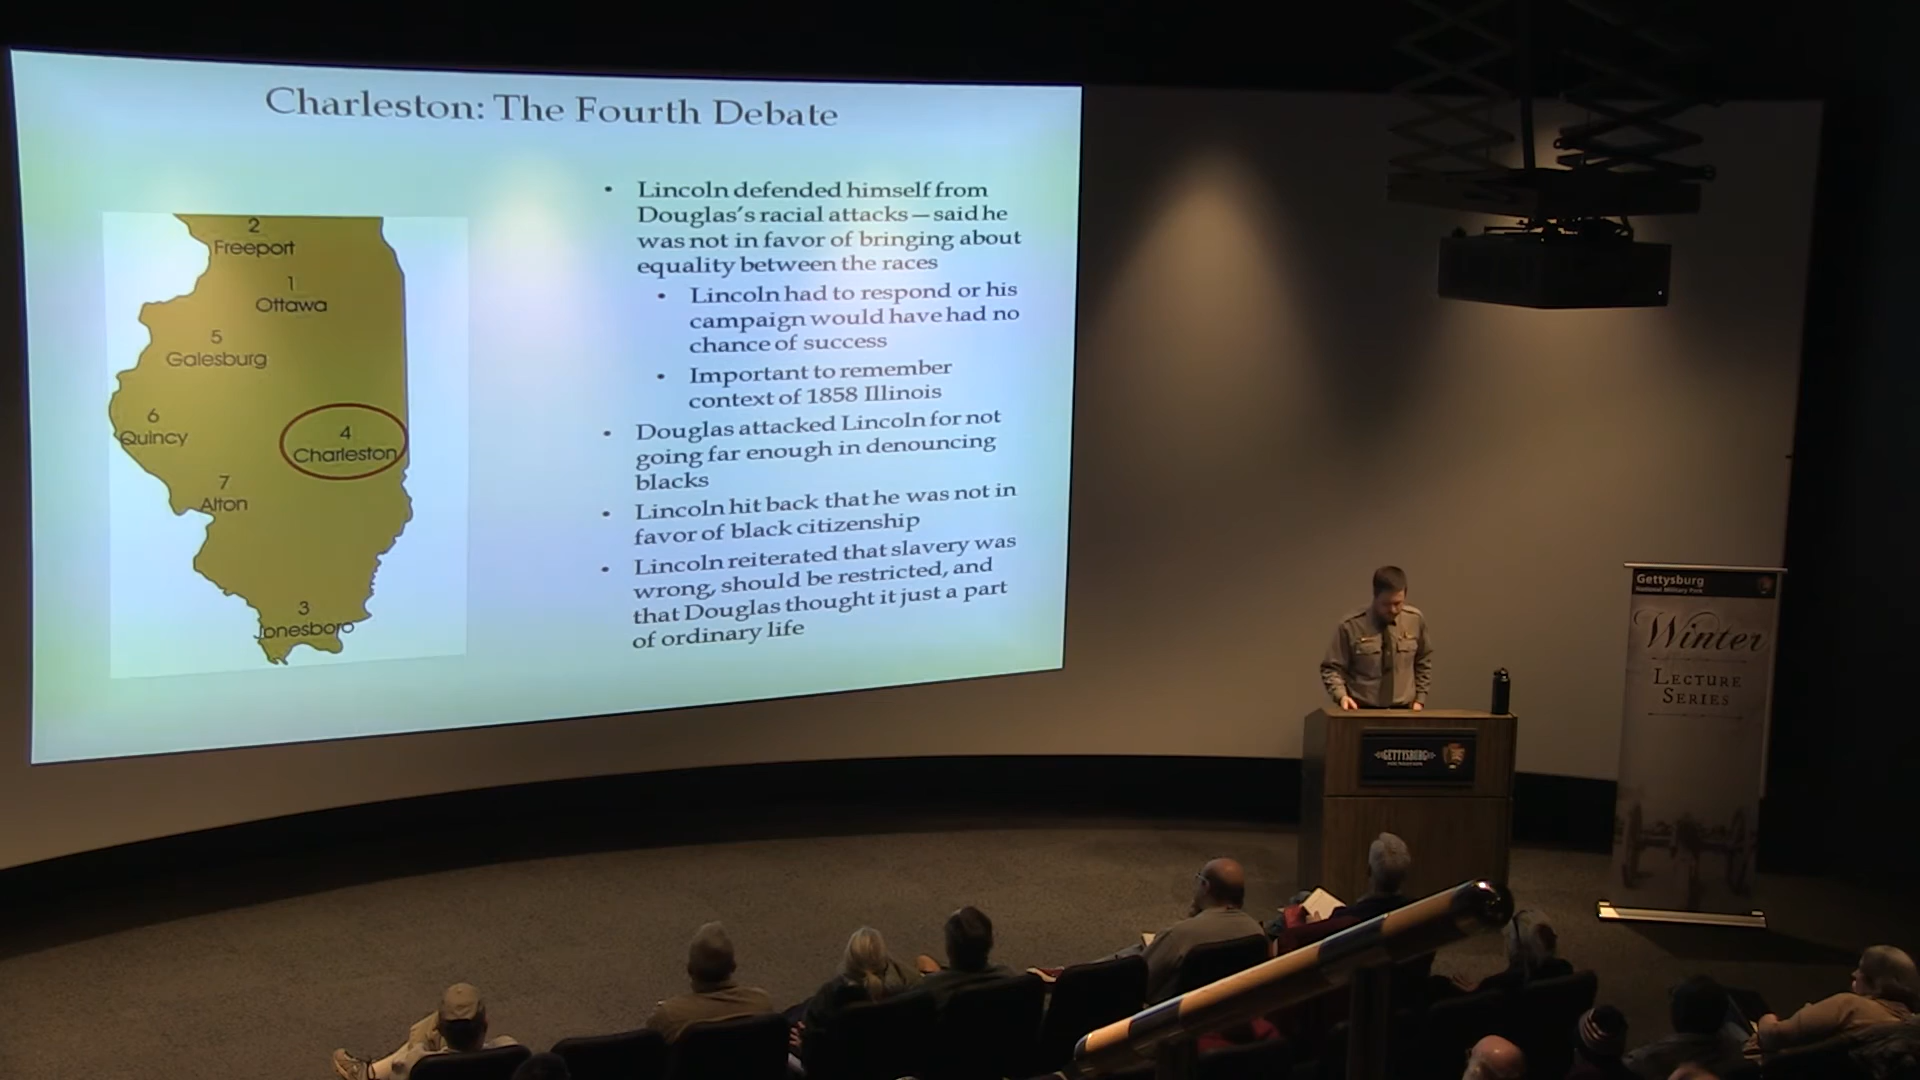 Charleston: The Fourth Debate
2
Freeport
1
Ottawa
5
Galesburg
6
Quincy
4
Charleston
7
Alton
3
Jonesboro
• Lincoln defended himself from
Douglas's racial attacks — said he
was not in favor of bringing about
equality between the races
• Lincoln had to respond or his
campaign would have had no
chance of success
• Important to remember
context of 1858 Illinois
• Douglas attacked Lincoln for not
going far enough in denouncing
blacks
• Lincoln hit back that he was not in
favor of black citizenship
• Lincoln reiterated that slavery was
wrong, should be restricted, and
that Douglas thought it just a part
of ordinary life
Gettysburg
National Military Park
Winter
LECTURE
SERIES
GETTYSBURG